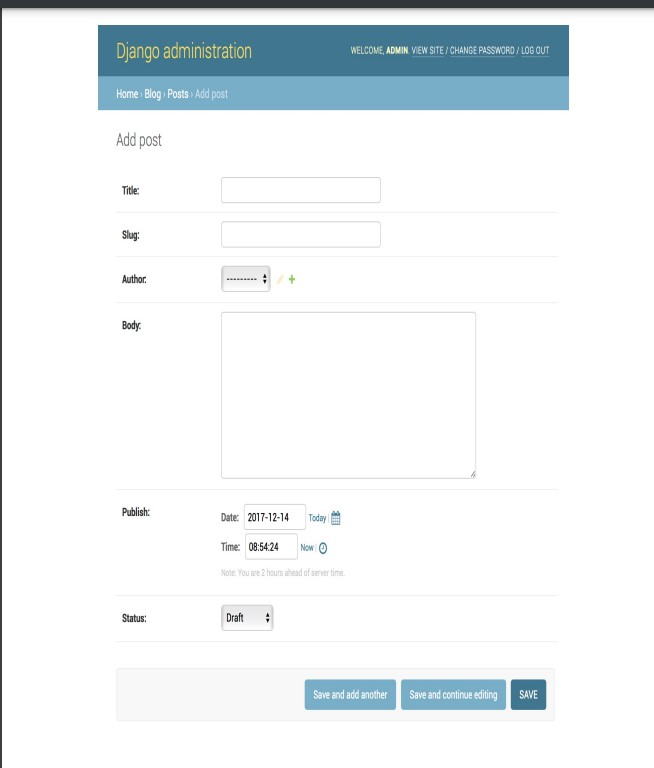 Django administration
WELCOME, ADMIN. VIEW SITE / CHANGE PASSWORD / LOG OUT
Home › Blog › Posts › Add post
Add post
Title:
Slug:
Author:
---------
Body:
Publish:
Date: 2017-12-14 Today |
Time: 08:54:24 Now |
Note: You are 2 hours ahead of server time.
Status: Draft
Save and add another Save and continue editing SAVE